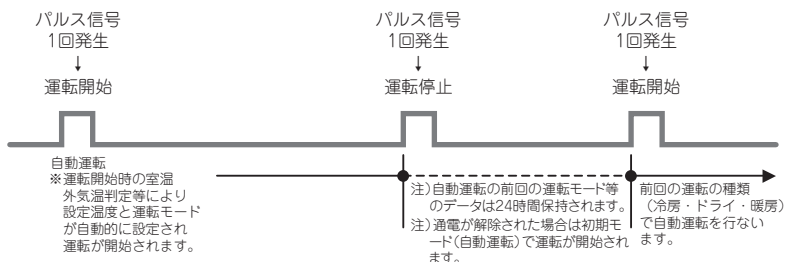 パルス信号
1回発生
↓
運転開始
パルス信号
1回発生
↓
運転停止
パルス信号
1回発生
↓
運転開始
自動運転
※運転開始時の室温
外気温判定等により
設定温度と運転モード
が自動的に設定され
運転が開始されます。
注)自動運転の前回の運転モード等
のデータは24時間保持されます。
注)通電が解除された場合は初期モ
ード(自動運転)で運転が開始され
ます。
前回の運転の種類
(冷房・ドライ・暖房)
で自動運転を行ない
ます。